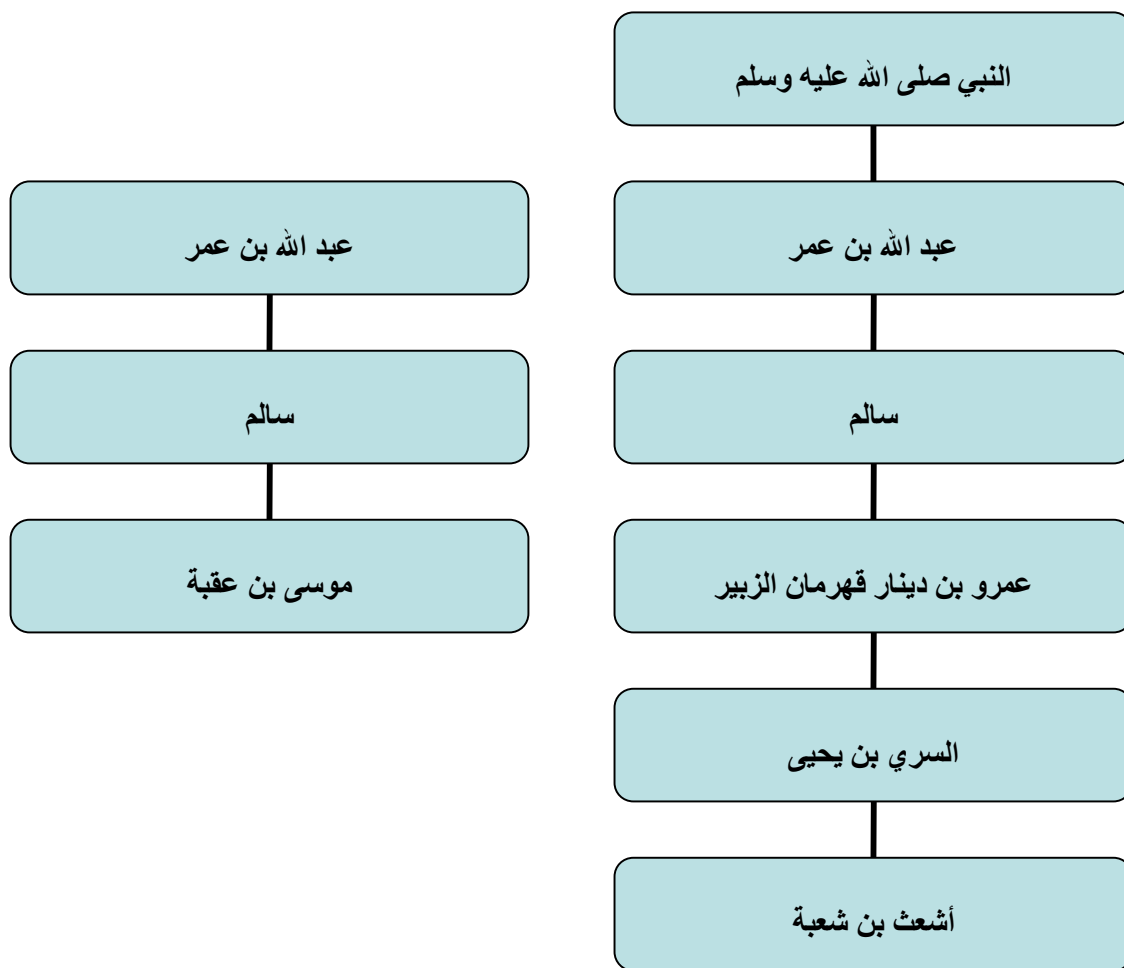 النبي صلى الله عليه وسلم
عبد الله بن عمر
سالم
عمرو بن دينار قهرمان الزبير
السري بن يحيى
أشعث بن شعبة
عبد الله بن عمر
سالم
موسى بن عقبة